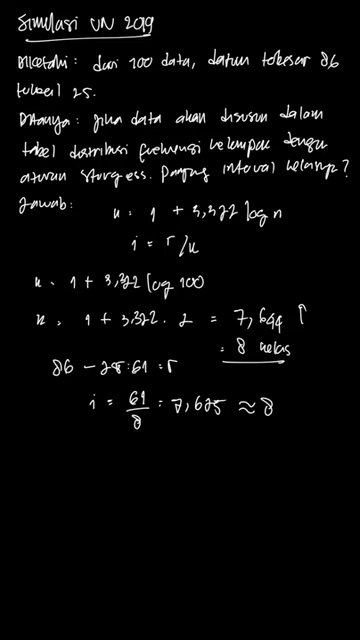 Simulasi UN 2019
Diketahui : dari 100 data, datum terbesar 86
terkecil 25.
Ditanya : jika data akan disusun dalam
tabel distribusi frekuensi kelompok dengan
aturan Sturgess. Panjang interval kelasnya?
Jawab :
k = 1 + 3,322 log n
i = r/k
k = 1 + 3,322 log 100
k = 1 + 3,322 . 2 = 7,644 ↑
= 8 kelas
86 - 25 : 61 = r
i = 61/8 = 7,625 ≈ 8